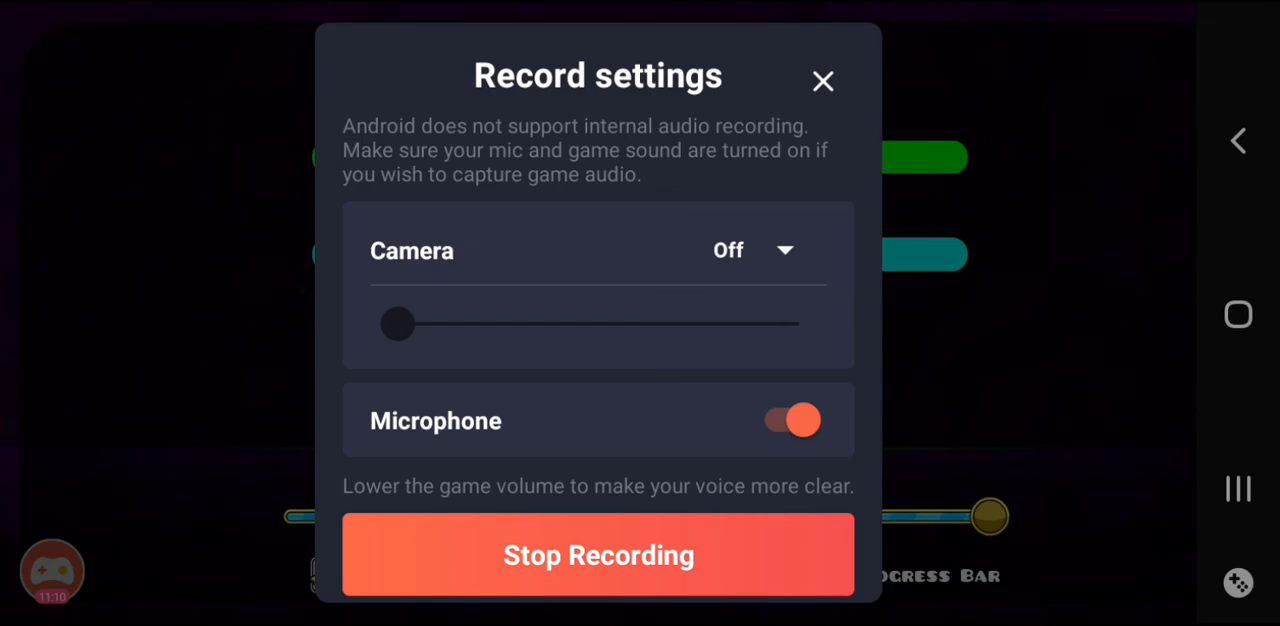 Record settings
Android does not support internal audio recording.
Make sure your mic and game sound are turned on if
you wish to capture game audio.
Camera
Off
Microphone
Lower the game volume to make your voice more clear.
Stop Recording
11:10
Bar